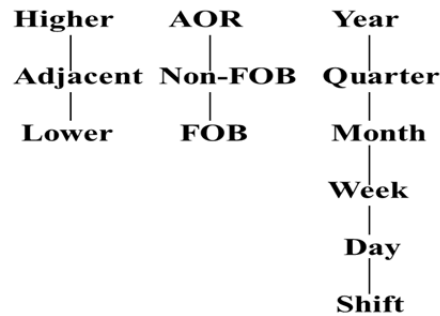 Higher AOR Year
Adjacent Non-FOB Quarter
Lower FOB Month
Week
Day
Shift